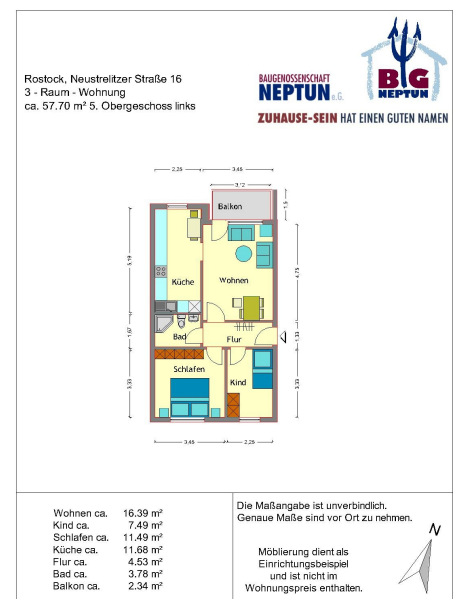 Rostock, Neustrelitzer Straße 16
3 - Raum - Wohnung
ca. 57.70 m² 5. Obergeschoss links
BAUGENOSSENSCHAFT
NEPTUN e.G.
BG
NEPTUN
ZUHAUSE-SEIN HAT EINEN GUTEN NAMEN
2,25 3,45
3,12
Balkon
1,5
5,19
Küche
Wohnen
4,75
1,67
Bad
Flur
1,33
Schlafen
Kind
3,33
3,33
3,45 2,25
Wohnen ca. 16.39 m²
Kind ca. 7.49 m²
Schlafen ca. 11.49 m²
Küche ca. 11.68 m²
Flur ca. 4.53 m²
Bad ca. 3.78 m²
Balkon ca. 2.34 m²
Die Maßangabe ist unverbindlich.
Genaue Maße sind vor Ort zu nehmen.
N
Möblierung dient als
Einrichtungsbeispiel
und ist nicht im
Wohnungspreis enthalten.